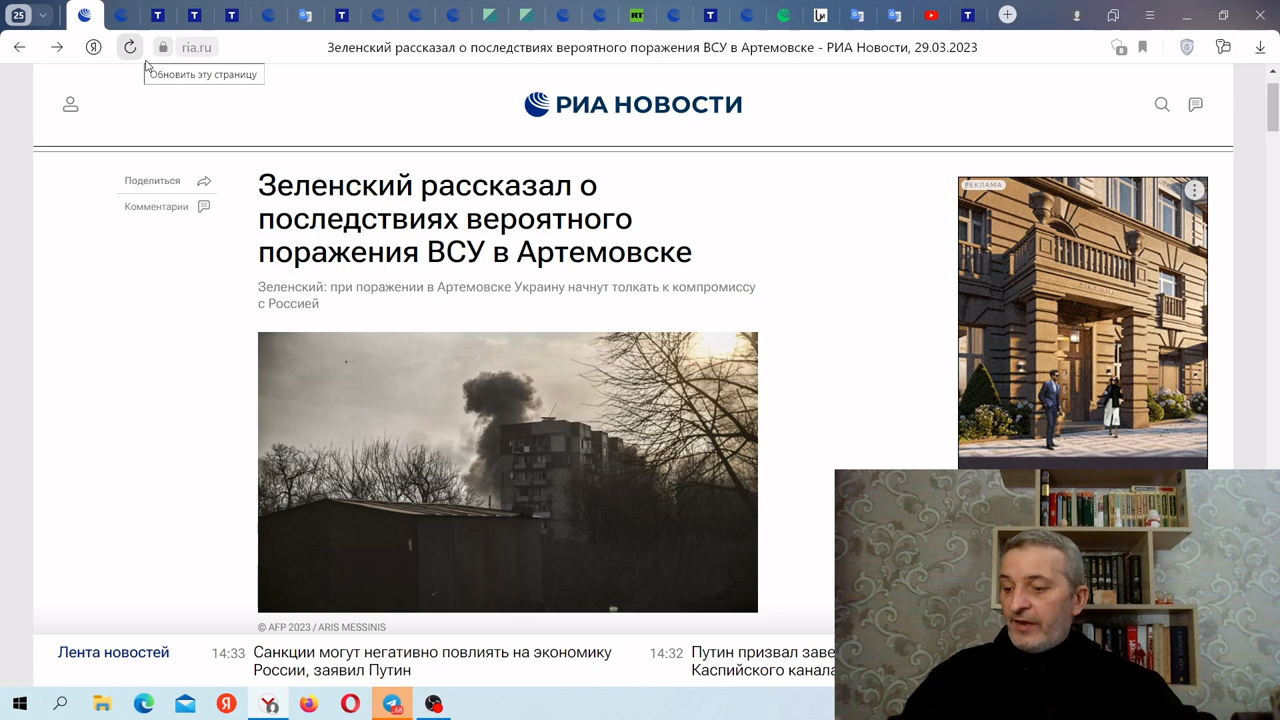 25
ria.ru
Зеленский рассказал о последствиях вероятного поражения ВСУ в Артемовске - РИА Новости, 29.03.2023
8
Обновить эту страницу
РИА НОВОСТИ
Поделиться
Комментарии
Зеленский рассказал о
последствиях вероятного
поражения ВСУ в Артемовске
Зеленский: при поражении в Артемовске Украину начнут толкать к компромиссу
с Россией
РЕКЛАМА
© AFP 2023 / ARIS MESSINIS
Лента новостей
14:33 Санкции могут негативно повлиять на экономику
России, заявил Путин
14:32 Путин призвал заве
Каспийского канала